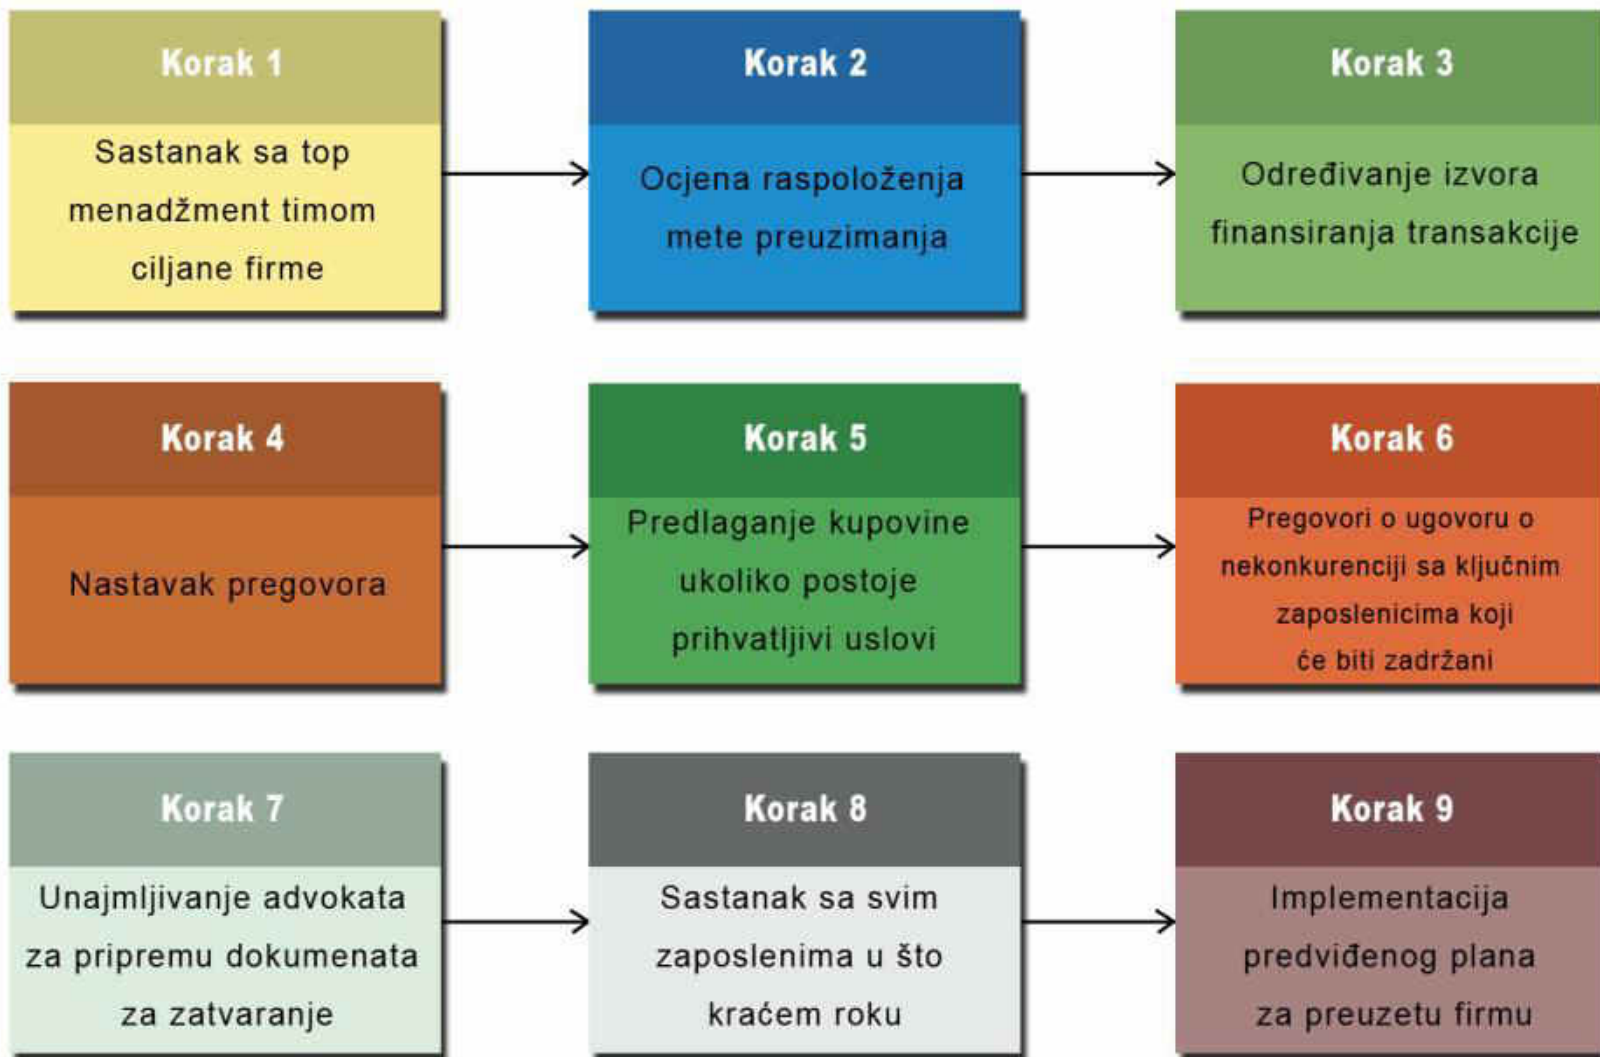 Korak 1
Sastanak sa top
menadžment timom
ciljane firme
Korak 2
Ocjena raspoloženja
mete preuzimanja
Korak 3
Određivanje izvora
finansiranja transakcije
Korak 4
Nastavak pregovora
Korak 5
Predlaganje kupovine
ukoliko postoje
prihvatljivi uslovi
Korak 6
Pregovori o ugovoru o
nekonkurenciji sa ključnim
zaposlenicima koji
će biti zadržani
Korak 7
Unajmljivanje advokata
za pripremu dokumenata
za zatvaranje
Korak 8
Sastanak sa svim
zaposlenima u što
kraćem roku
Korak 9
Implementacija
predviđenog plana
za preuzetu firmu